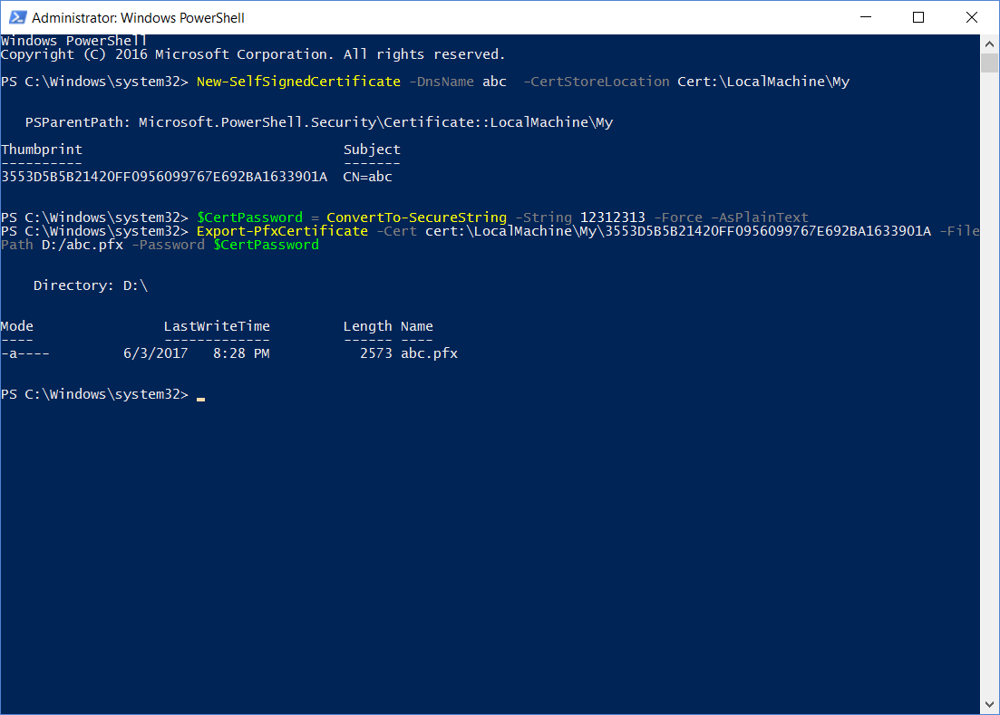 Administrator: Windows PowerShell
Windows PowerShell
Copyright (C) 2016 Microsoft Corporation. All rights reserved.
PS C:\Windows\system32> New-SelfSignedCertificate -DnsName abc  -CertStoreLocation Cert:\LocalMachine\My
PSParentPath: Microsoft.PowerShell.Security\Certificate::LocalMachine\My
Thumbprint                                Subject
----------                                -------
3553D5B5B21420FF0956099767E692BA1633901A  CN=abc
PS C:\Windows\system32> $CertPassword = ConvertTo-SecureString -String 12312313 -Force -AsPlainText
PS C:\Windows\system32> Export-PfxCertificate -Cert cert:\LocalMachine\My\3553D5B5B21420FF0956099767E692BA1633901A -File
Path D:/abc.pfx -Password $CertPassword
Directory: D:\
Mode                LastWriteTime         Length Name
----                -------------         ------ ----
-a----         6/3/2017   8:28 PM           2573 abc.pfx
PS C:\Windows\system32>